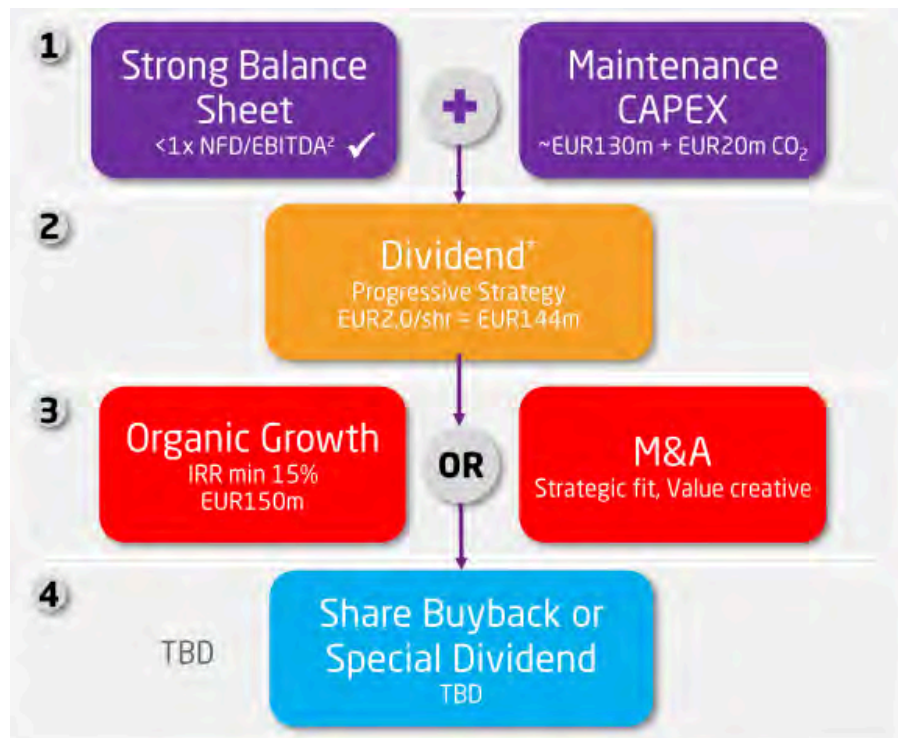 1
Strong Balance
Sheet
<1x NFD/EBITDA² ✓
+
Maintenance
CAPEX
~EUR130m + EUR20m CO₂
2
Dividend*
Progressive Strategy
EUR2.0/shr = EUR144m
3
Organic Growth
IRR min 15%
EUR150m
OR
M&A
Strategic fit, Value creative
4
TBD
Share Buyback or
Special Dividend
TBD